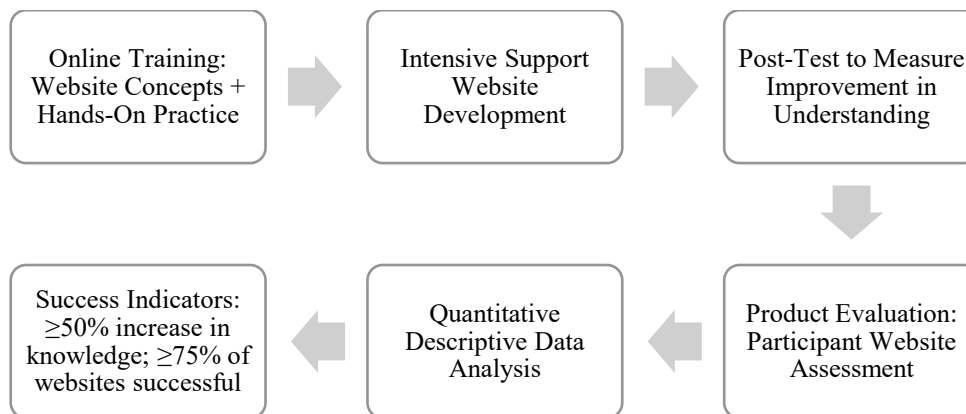 Online Training:
Website Concepts +
Hands-On Practice
Intensive Support
Website
Development
Post-Test to Measure
Improvement in
Understanding
Product Evaluation:
Participant Website
Assessment
Quantitative
Descriptive Data
Analysis
Success Indicators:
≥50% increase in
knowledge; ≥75% of
websites successful